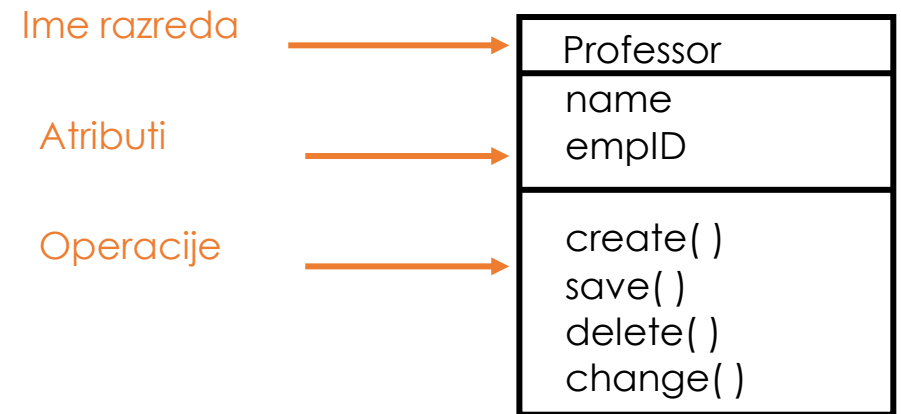 Ime razreda
Professor
Atributi
name
empID
Operacije
create( )
save( )
delete( )
change( )